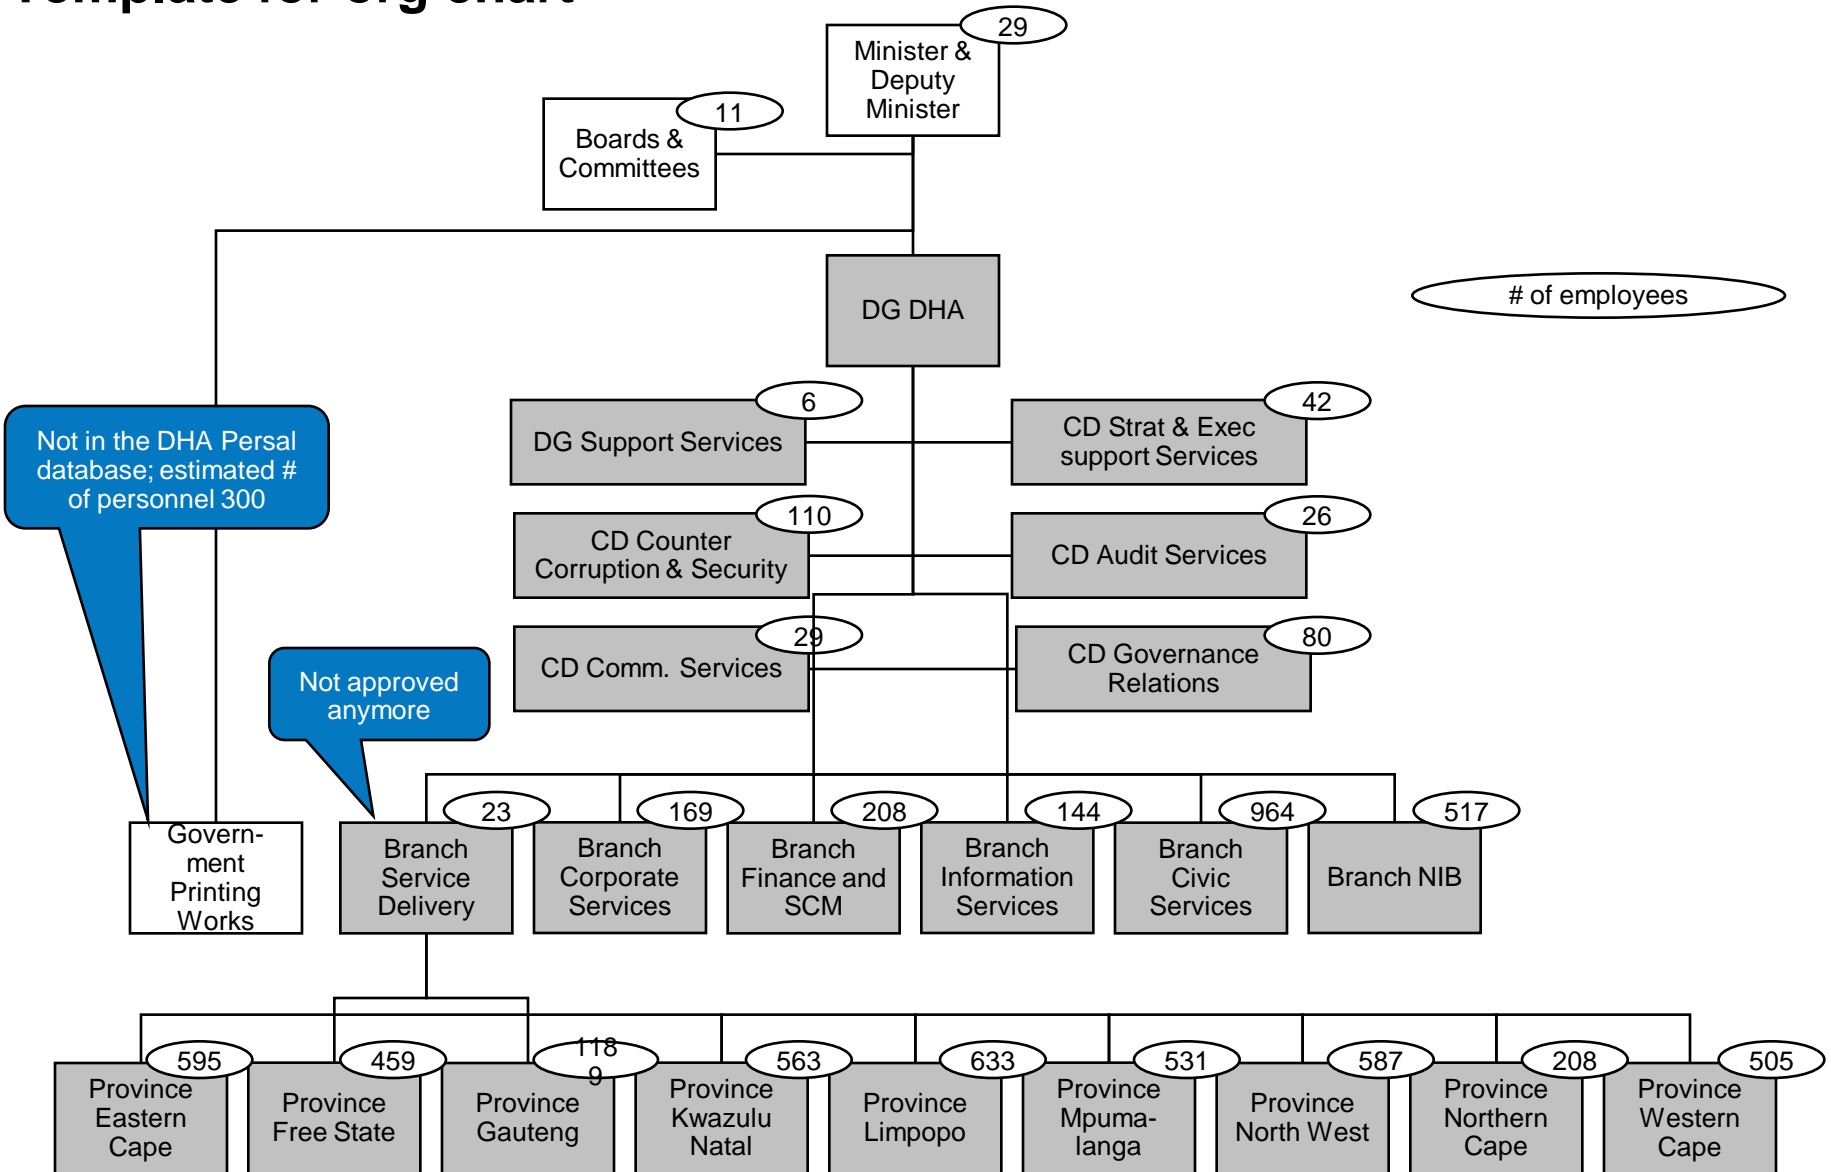 Template for org chart
29
Minister &
Deputy
Minister
11
Boards &
Committees
DG DHA
# of employees
6
DG Support Services
42
CD Strat & Exec
support Services
Not in the DHA Persal
database; estimated #
of personnel 300
110
CD Counter
Corruption & Security
26
CD Audit Services
29
CD Comm. Services
80
CD Governance
Relations
Not approved
anymore
Govern-
ment
Printing
Works
23
Branch
Service
Delivery
169
Branch
Corporate
Services
208
Branch
Finance and
SCM
144
Branch
Information
Services
964
Branch
Civic
Services
517
Branch NIB
595
Province
Eastern
Cape
459
Province
Free State
118
9
Province
Gauteng
563
Province
Kwazulu
Natal
633
Province
Limpopo
531
Province
Mpuma-
langa
587
Province
North West
208
Province
Northern
Cape
505
Province
Western
Cape